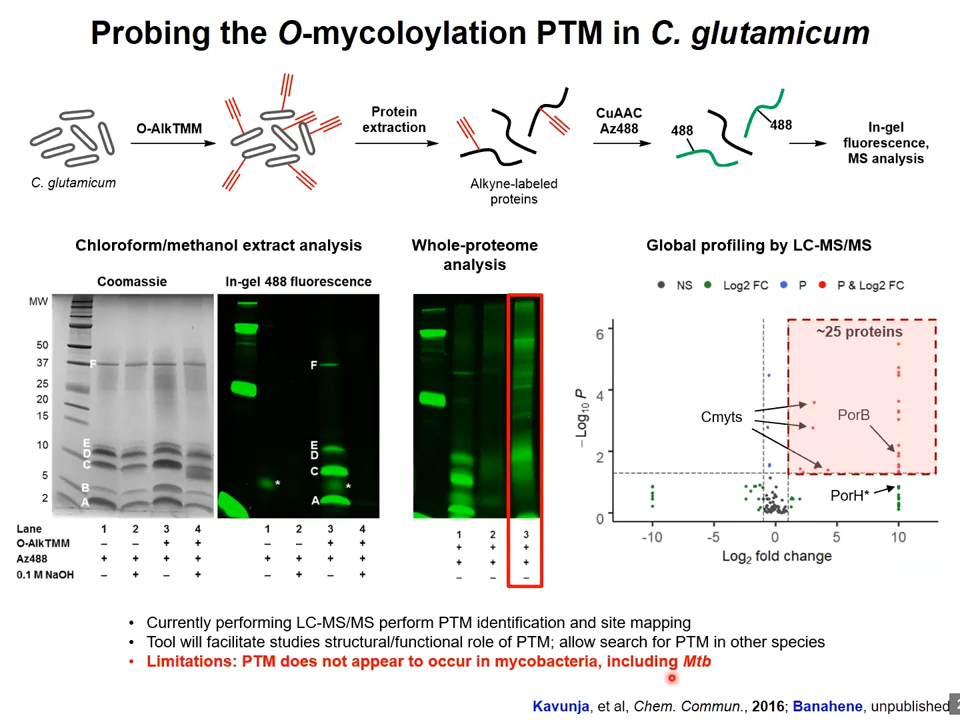 Probing the O-mycoloylation PTM in C. glutamicum
O-AlkTMM
Protein
extraction
CuAAC
Az488
488
488
In-gel
fluorescence,
MS analysis
C. glutamicum
Alkyne-labeled
proteins
Chloroform/methanol extract analysis
Coomassie
In-gel 488 fluorescence
MW
50
37
25
20
15
10
5
2
F
E
D
C
B
A
F
E
D
C
A
*
*
Lane 1 2 3 4 1 2 3 4
O-AlkTMM – – + + – – + +
Az488 + + + + + + + +
0.1 M NaOH – + – + – + – +
Whole-proteome
analysis
1 2 3
+ + +
+ + +
– – –
Global profiling by LC-MS/MS
NS Log2 FC P P & Log2 FC
~25 proteins
Cmyts
PorB
PorH*
– Log10 P
6
4
2
0
-10 -5 0 5 10
Log2 fold change
• Currently performing LC-MS/MS perform PTM identification and site mapping
• Tool will facilitate studies structural/functional role of PTM; allow search for PTM in other species
• Limitations: PTM does not appear to occur in mycobacteria, including Mtb
Kavunja, et al, Chem. Commun., 2016; Banahene, unpublished